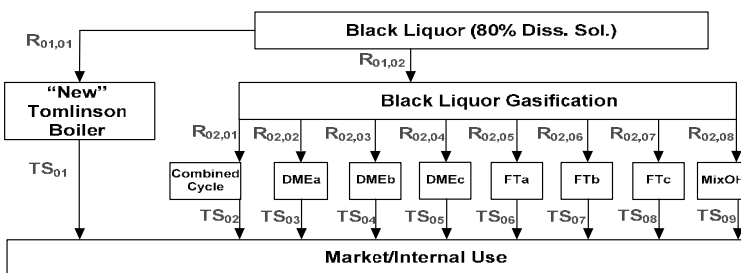 Black Liquor (80% Diss. Sol.)
R01,01
R01,02
“New”
Tomlinson
Boiler
Black Liquor Gasification
R02,01 R02,02 R02,03 R02,04 R02,05 R02,06 R02,07 R02,08
TS01
Combined
Cycle
DMEa DMEb DMEc FTa FTb FTc MixOH
TS02 TS03 TS04 TS05 TS06 TS07 TS08 TS09
Market/Internal Use